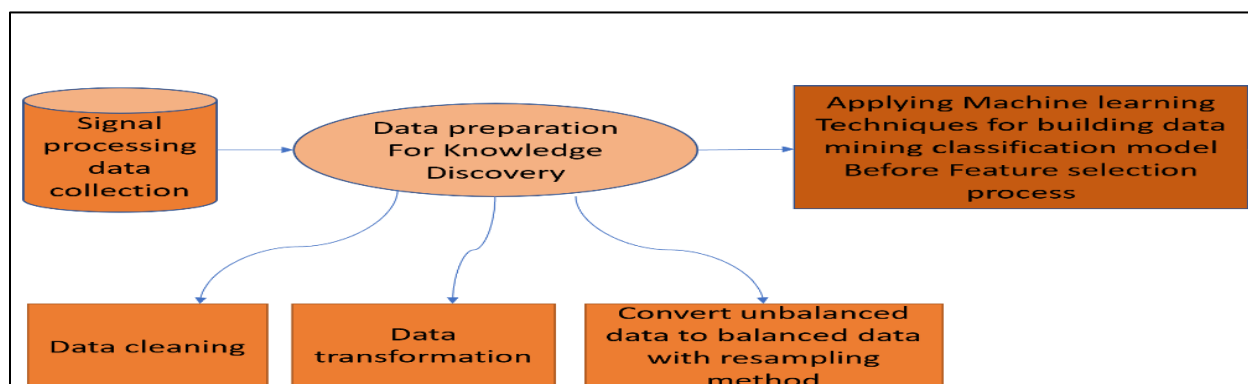 Signal
processing
data
collection
Data preparation
For Knowledge
Discovery
Applying Machine learning
Techniques for building data
mining classification model
Before Feature selection
process
Data cleaning
Data
transformation
Convert unbalanced
data to balanced data
with resampling
method